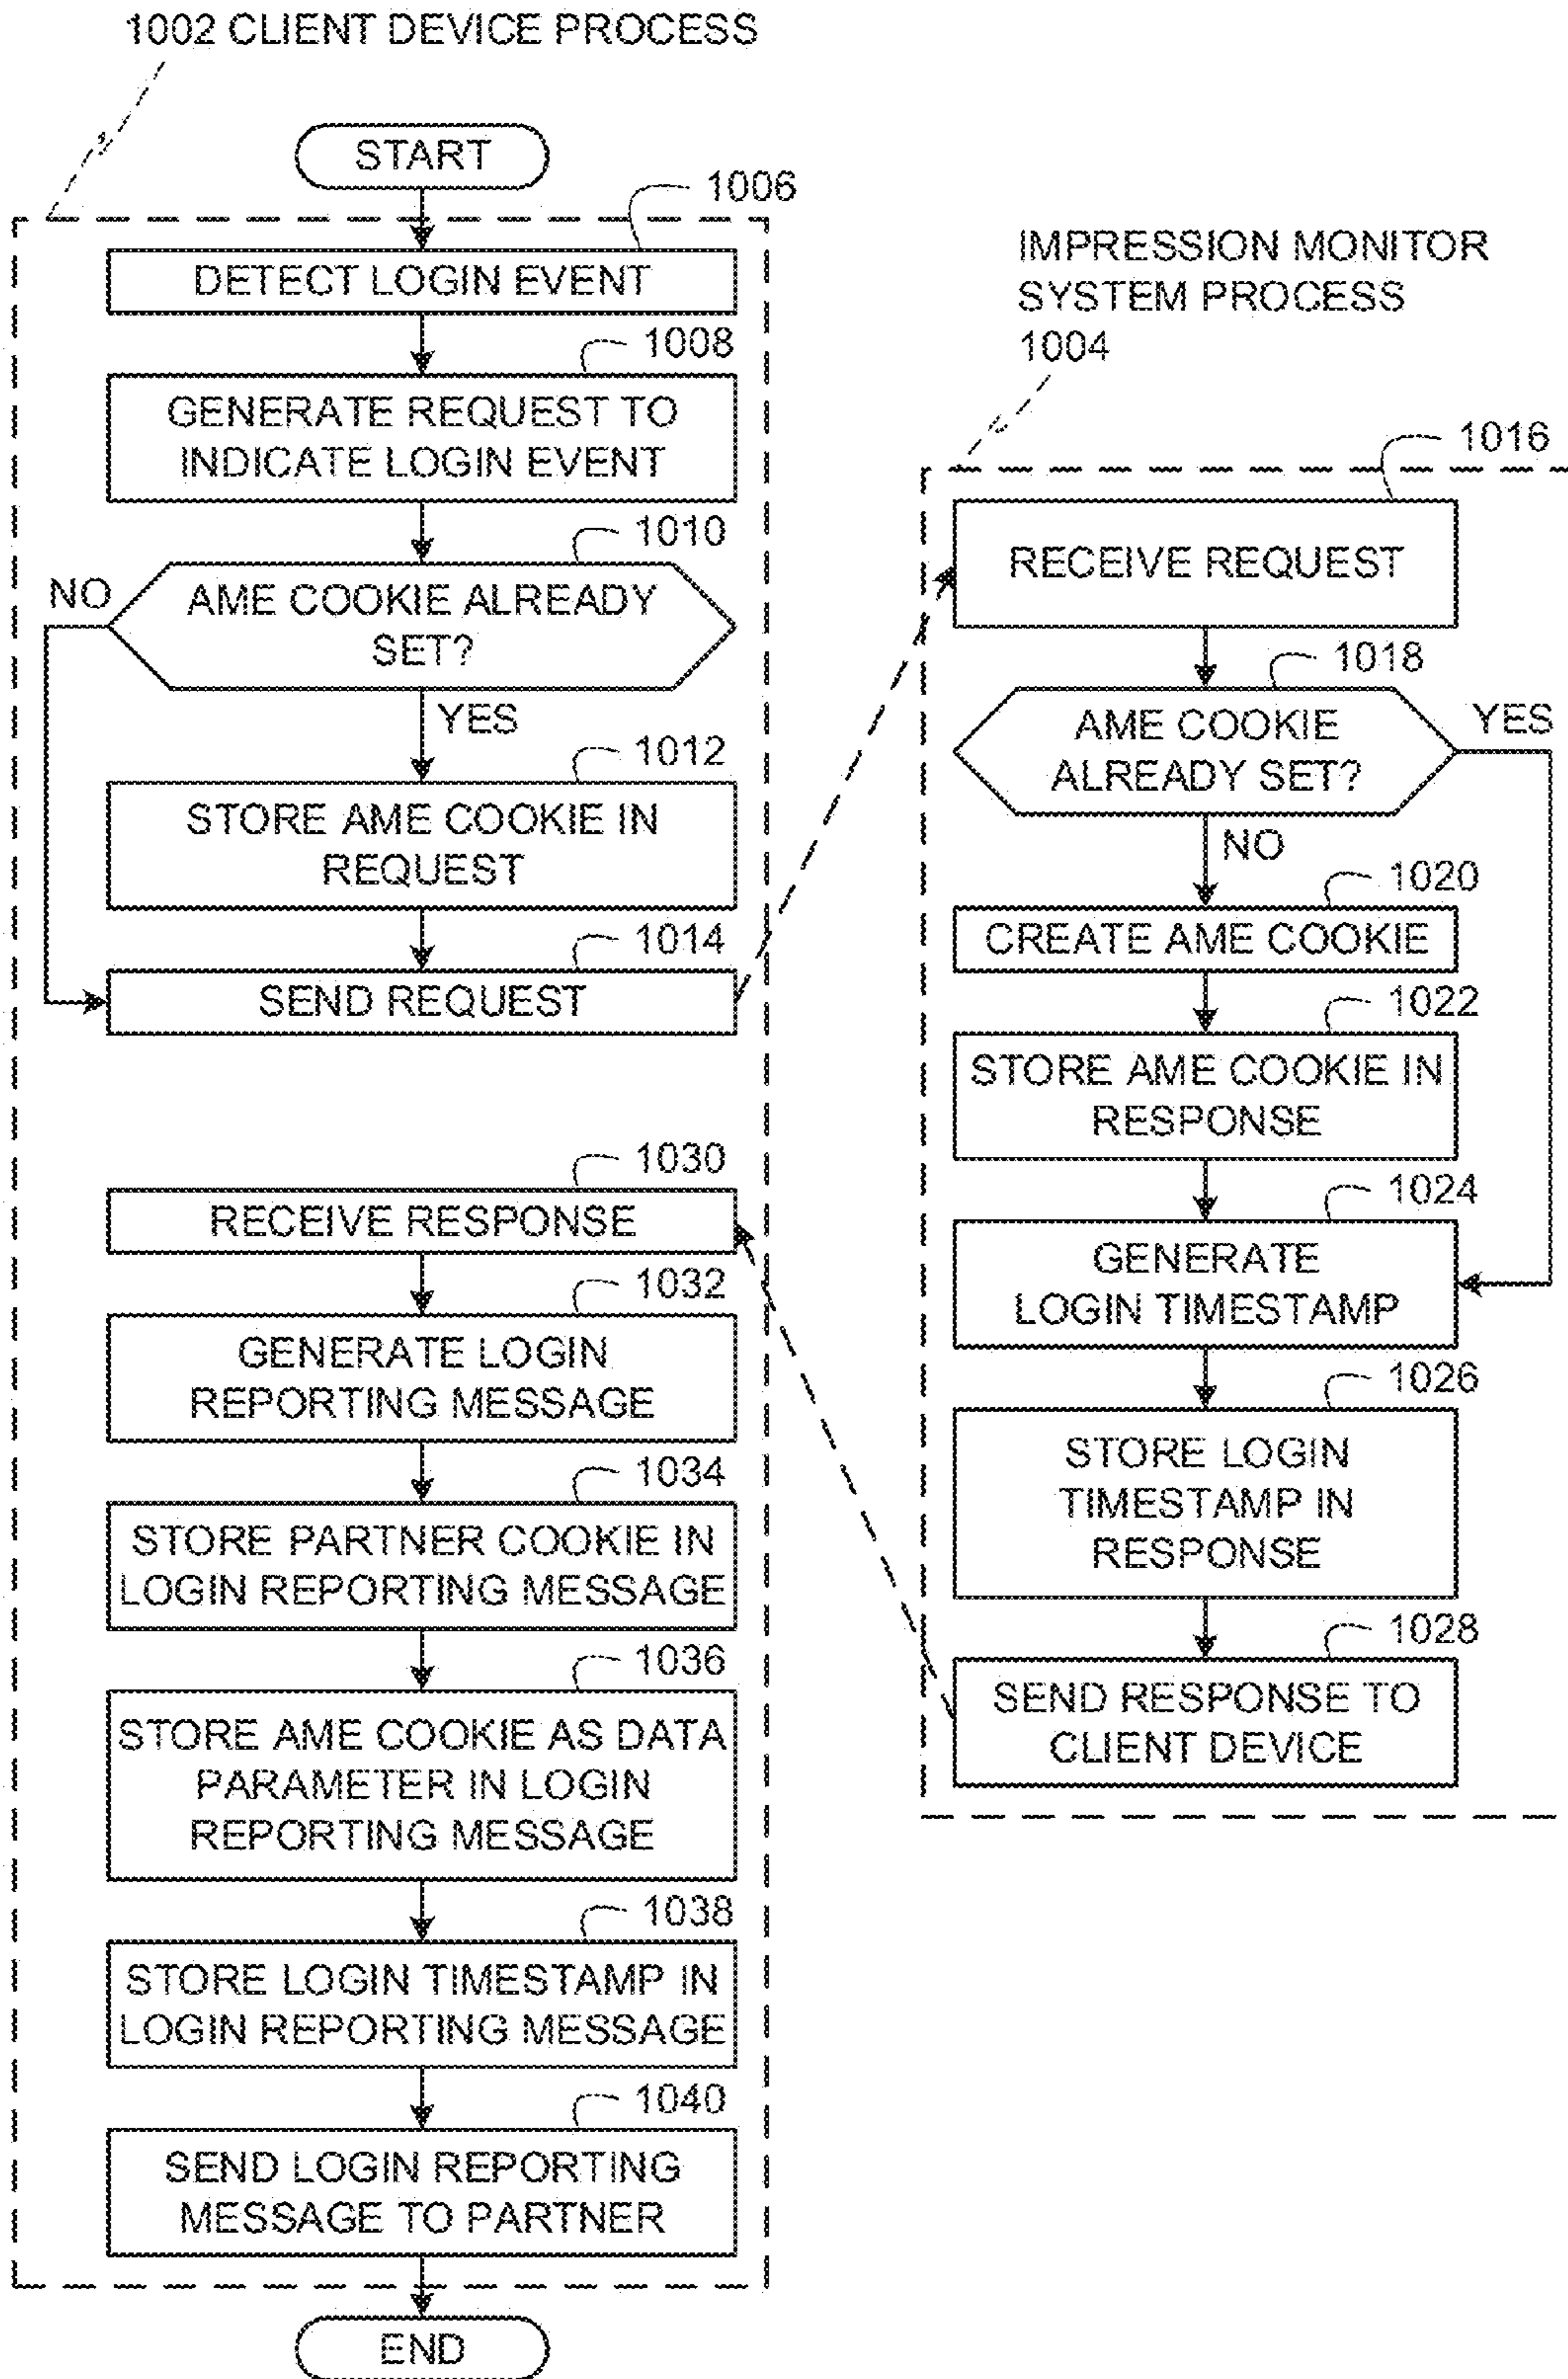 1002 CLIENT DEVICE PROCESS
START
1006
DETECT LOGIN EVENT
1008
GENERATE REQUEST TO
INDICATE LOGIN EVENT
1010
NO
AME COOKIE ALREADY
SET?
YES
1012
STORE AME COOKIE IN
REQUEST
1014
SEND REQUEST
1030
RECEIVE RESPONSE
1032
GENERATE LOGIN
REPORTING MESSAGE
1034
STORE PARTNER COOKIE IN
LOGIN REPORTING MESSAGE
1036
STORE AME COOKIE AS DATA
PARAMETER IN LOGIN
REPORTING MESSAGE
1038
STORE LOGIN TIMESTAMP IN
LOGIN REPORTING MESSAGE
1040
SEND LOGIN REPORTING
MESSAGE TO PARTNER
END
IMPRESSION MONITOR
SYSTEM PROCESS
1004
1016
RECEIVE REQUEST
1018
AME COOKIE
ALREADY SET?
YES
NO
1020
CREATE AME COOKIE
1022
STORE AME COOKIE IN
RESPONSE
1024
GENERATE
LOGIN TIMESTAMP
1026
STORE LOGIN
TIMESTAMP IN
RESPONSE
1028
SEND RESPONSE TO
CLIENT DEVICE